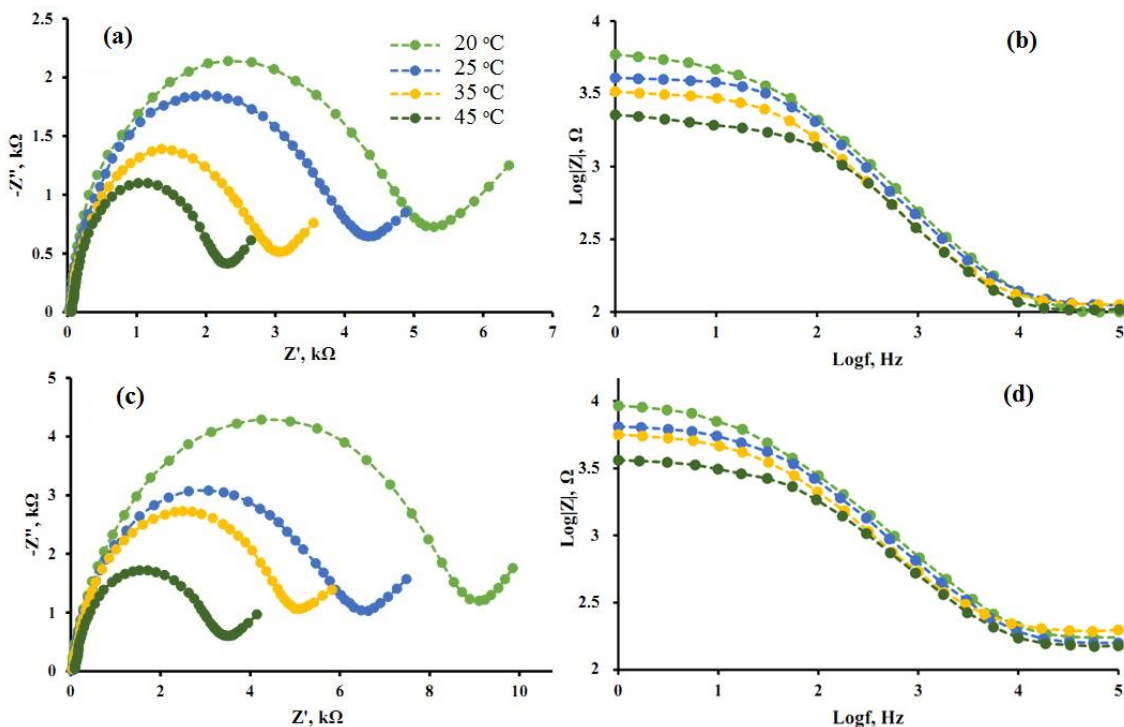 (a)
20 °C
25 °C
35 °C
45 °C
-Z'', kΩ
2.5
2
1.5
1
0.5
0
0 1 2 3 4 5 6 7
Z', kΩ
(b)
Log|Z|, Ω
4
3.5
3
2.5
2
0 1 2 3 4 5
Logf, Hz
(c)
-Z'', kΩ
5
4
3
2
1
0
0 2 4 6 8 10
Z', kΩ
(d)
Log|Z|, Ω
4
3.5
3
2.5
2
0 1 2 3 4 5
Logf, Hz